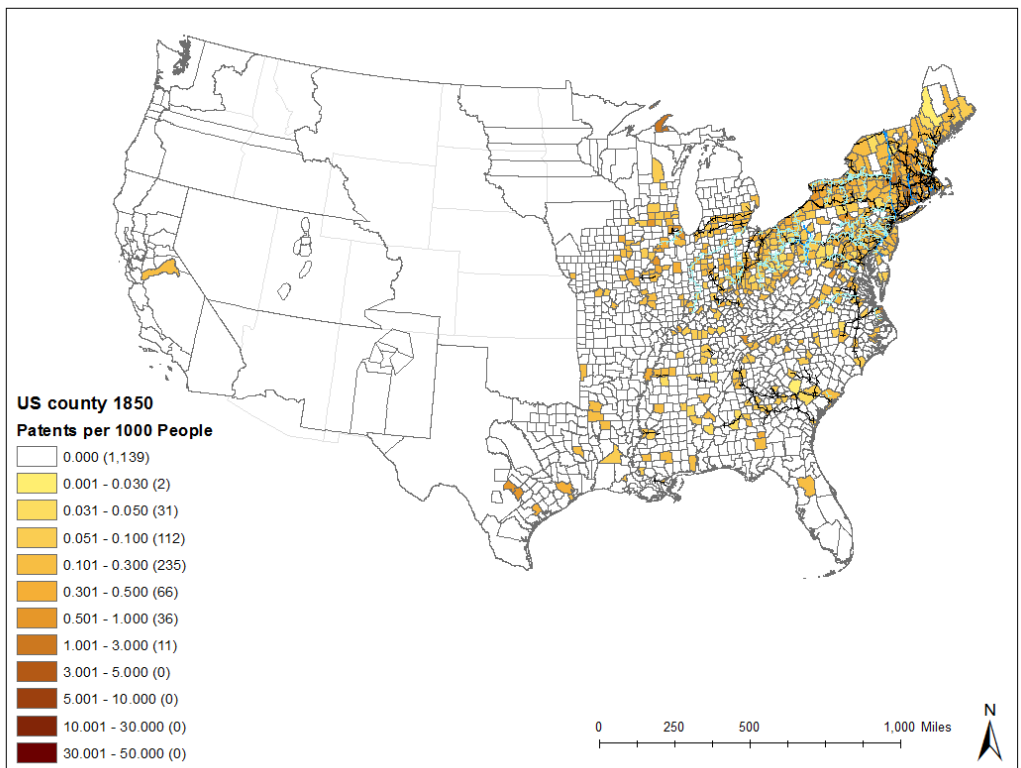 US county 1850
Patents per 1000 People
0.000 (1,139)
0.001 - 0.030 (2)
0.031 - 0.050 (31)
0.051 - 0.100 (112)
0.101 - 0.300 (235)
0.301 - 0.500 (66)
0.501 - 1.000 (36)
1.001 - 3.000 (11)
3.001 - 5.000 (0)
5.001 - 10.000 (0)
10.001 - 30.000 (0)
30.001 - 50.000 (0)
0 250 500 1,000 Miles
N